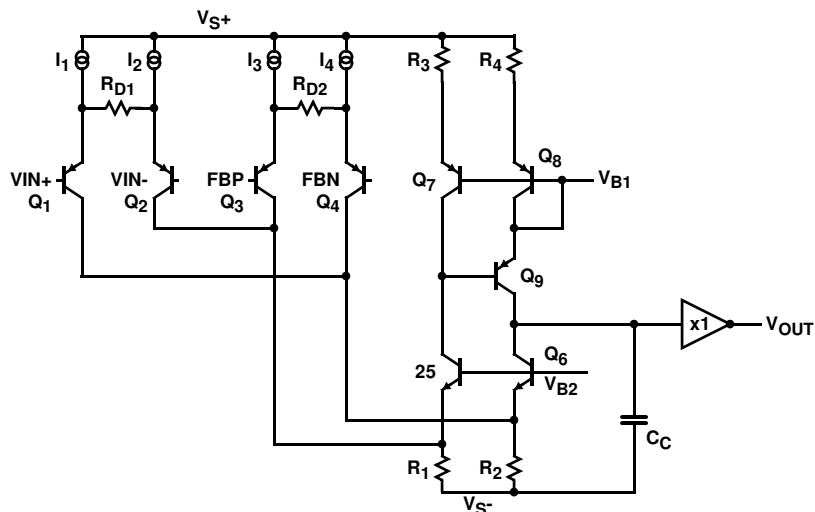 VS+
I1
I2
I3
I4
RD1
RD2
R3
R4
VIN+
Q1
VIN-
Q2
FBP
Q3
FBN
Q4
Q7
Q8
VB1
Q9
x1
VOUT
25
Q6
VB2
CC
R1
R2
VS-